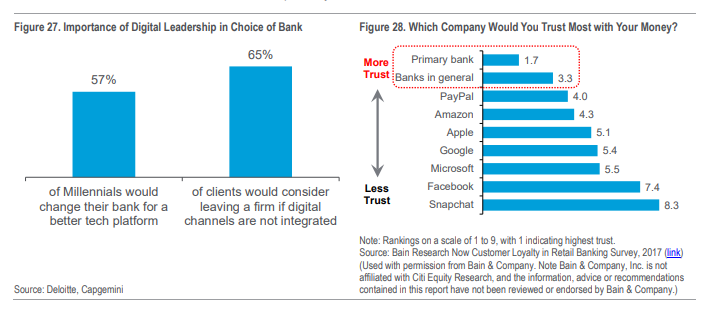 Figure 27. Importance of Digital Leadership in Choice of Bank
65%
57%
of Millennials would
change their bank for a
better tech platform
of clients would consider
leaving a firm if digital
channels are not integrated
Source: Deloitte, Capgemini
Figure 28. Which Company Would You Trust Most with Your Money?
More
Trust
Less
Trust
Primary bank 1.7
Banks in general 3.3
PayPal 4.0
Amazon 4.3
Apple 5.1
Google 5.4
Microsoft 5.5
Facebook 7.4
Snapchat 8.3
Note: Rankings on a scale of 1 to 9, with 1 indicating highest trust.
Source: Bain Research Now Customer Loyalty in Retail Banking Survey, 2017 (link)
(Used with permission from Bain & Company. Note Bain & Company, Inc. is not
affiliated with Citi Equity Research, and the information, advice or recommendations
contained in this report have not been reviewed or endorsed by Bain & Company.)